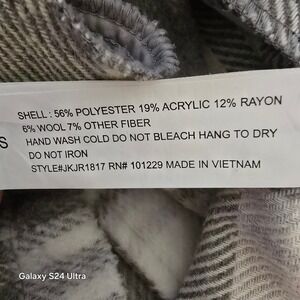 SHELL : 56% POLYESTER 19% ACRYLIC 12% RAYON
6% WOOL 7% OTHER FIBER
S
HAND WASH COLD DO NOT BLEACH HANG TO DRY
DO NOT IRON
STYLE#JKJR1817 RN# 101229 MADE IN VIETNAM
Galaxy S24 Ultra